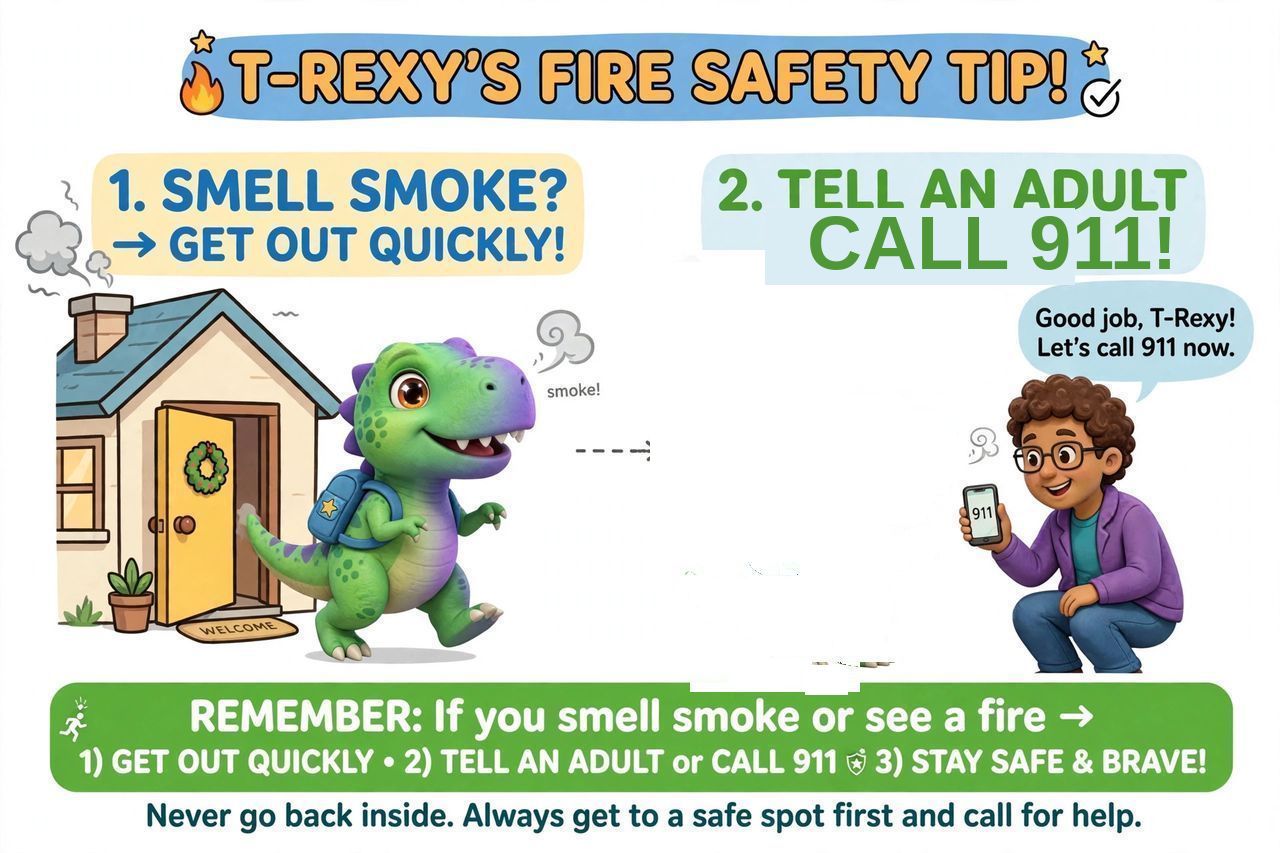 T-REXY'S FIRE SAFETY TIP!
1. SMELL SMOKE?
→ GET OUT QUICKLY!
2. TELL AN ADULT
CALL 911!
Good job, T-Rexy!
Let's call 911 now.
smoke!
911
911
WELCOME
REMEMBER: If you smell smoke or see a fire →
1) GET OUT QUICKLY • 2) TELL AN ADULT or CALL 911 3) STAY SAFE & BRAVE!
Never go back inside. Always get to a safe spot first and call for help.